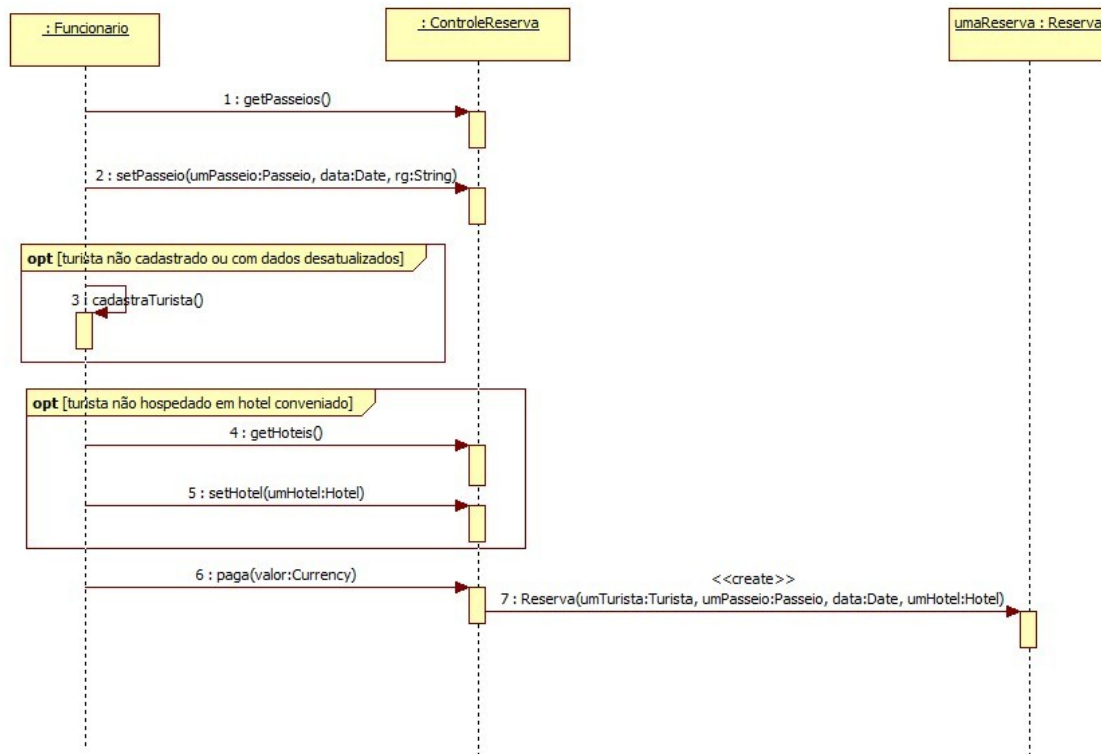 : Funcionario
: ControleReserva
umaReserva : Reserva
1 : getPasseios()
2 : setPasseio(umPasseio:Passeio, data:Date, rg:String)
opt [turista não cadastrado ou com dados desatualizados]
3 : cadastraTurista()
opt [turista não hospedado em hotel conveniado]
4 : getHoteis()
5 : setHotel(umHotel:Hotel)
6 : paga(valor:Currency)
<<create>>
7 : Reserva(umTurista:Turista, umPasseio:Passeio, data:Date, umHotel:Hotel)